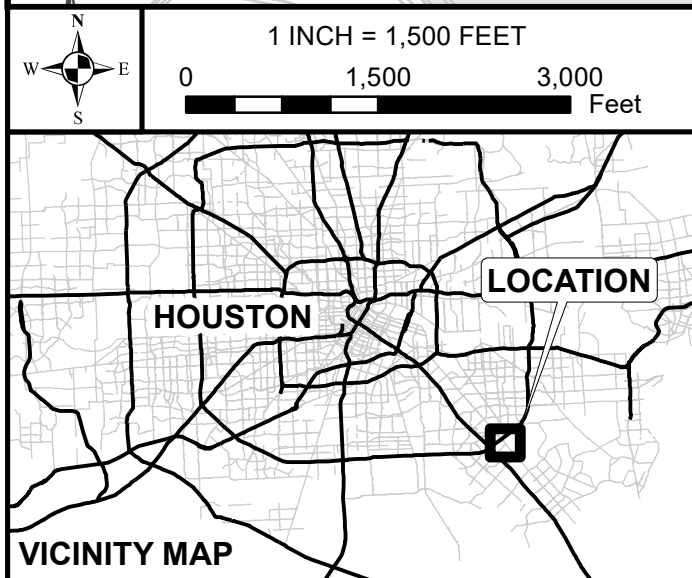 N
W E
S
1 INCH = 1,500 FEET
0 1,500 3,000
Feet
LOCATION
HOUSTON
VICINITY MAP